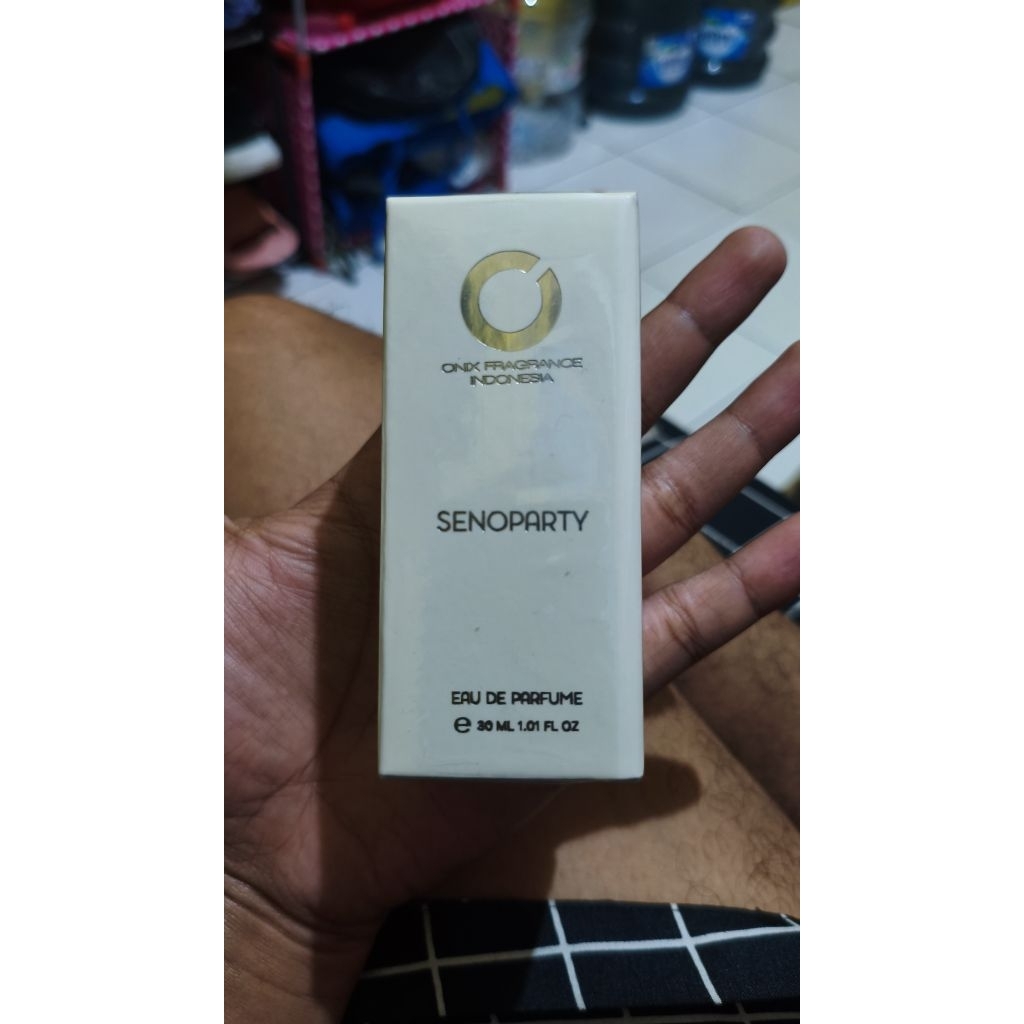 ONIX FRAGRANCE
INDONESIA
SENOPARTY
EAU DE PARFUME
e 30 ML 1.01 FL OZ